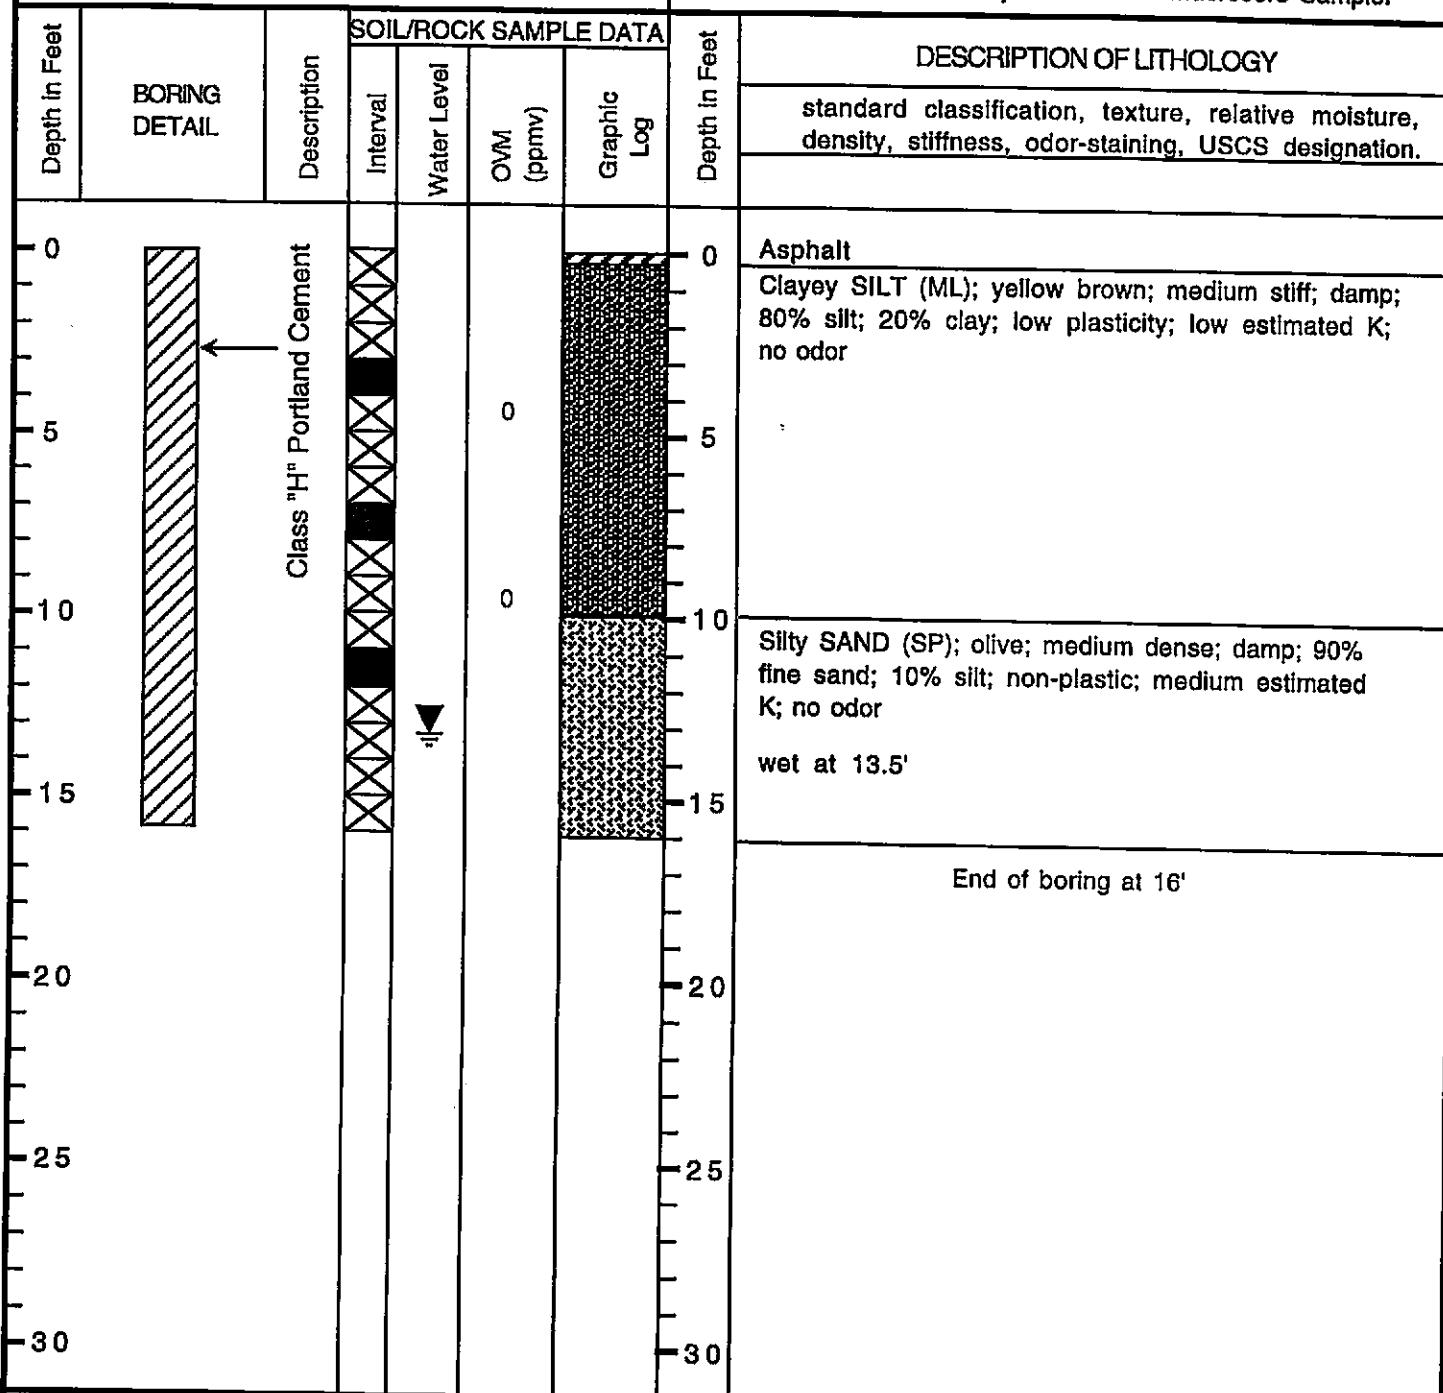 Sample.
SOIL/ROCK SAMPLE DATA
Depth in Feet
BORING
DETAIL
Description
Interval
Water Level
OVM
(ppmv)
Graphic
Log
Depth in Feet
DESCRIPTION OF LITHOLOGY
standard classification, texture, relative moisture,
density, stiffness, odor-staining, USCS designation.
0
5
10
15
20
25
30
Class "H" Portland Cement
0
0
0
5
10
15
20
25
30
Asphalt
Clayey SILT (ML); yellow brown; medium stiff; damp;
80% silt; 20% clay; low plasticity; low estimated K;
no odor
Silty SAND (SP); olive; medium dense; damp; 90%
fine sand; 10% silt; non-plastic; medium estimated
K; no odor
wet at 13.5'
End of boring at 16'